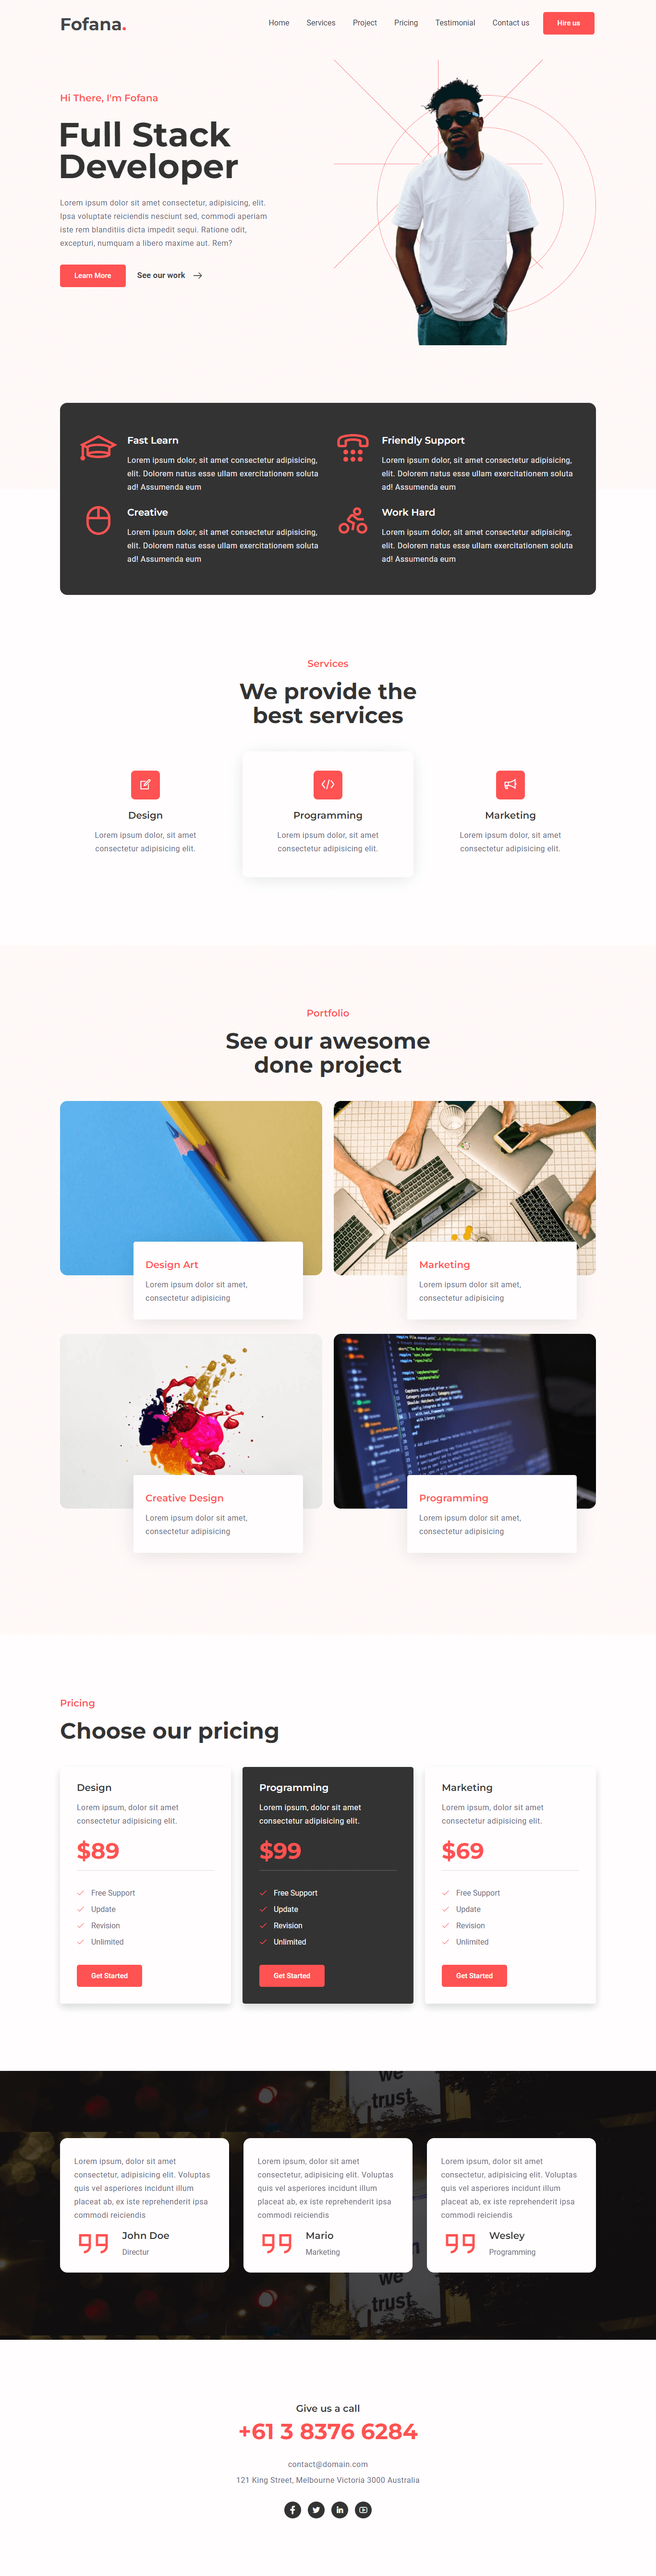 Fofana.
Home Services Project Pricing Testimonial Contact us Hire us
Hi There, I'm Fofana
Full Stack
Developer
Lorem ipsum dolor sit amet consectetur, adipisicing, elit.
Ipsa voluptate reiciendis nesciunt sed, commodi aperiam
iste rem blanditiis dicta impedit sequi. Ratione odit,
excepturi, numquam a libero maxime aut. Rem?
Learn More See our work
Fast Learn
Lorem ipsum dolor, sit amet consectetur adipisicing,
elit. Dolorem natus esse ullam exercitationem soluta
ad! Assumenda eum
Friendly Support
Lorem ipsum dolor, sit amet consectetur adipisicing,
elit. Dolorem natus esse ullam exercitationem soluta
ad! Assumenda eum
Creative
Lorem ipsum dolor, sit amet consectetur adipisicing,
elit. Dolorem natus esse ullam exercitationem soluta
ad! Assumenda eum
Work Hard
Lorem ipsum dolor, sit amet consectetur adipisicing,
elit. Dolorem natus esse ullam exercitationem soluta
ad! Assumenda eum
Services
We provide the
best services
Design
Lorem ipsum dolor, sit amet
consectetur adipisicing elit.
Programming
Lorem ipsum dolor, sit amet
consectetur adipisicing elit.
Marketing
Lorem ipsum dolor, sit amet
consectetur adipisicing elit.
Portfolio
See our awesome
done project
Design Art
Lorem ipsum dolor sit amet,
consectetur adipisicing
Marketing
Lorem ipsum dolor sit amet,
consectetur adipisicing
Creative Design
Lorem ipsum dolor sit amet,
consectetur adipisicing
Programming
Lorem ipsum dolor sit amet,
consectetur adipisicing
Pricing
Choose our pricing
Design
Lorem ipsum, dolor sit amet
consectetur adipisicing elit.
$89
Free Support
Update
Revision
Unlimited
Get Started
Programming
Lorem ipsum, dolor sit amet
consectetur adipisicing elit.
$99
Free Support
Update
Revision
Unlimited
Get Started
Marketing
Lorem ipsum, dolor sit amet
consectetur adipisicing elit.
$69
Free Support
Update
Revision
Unlimited
Get Started
we
trust
Lorem ipsum, dolor sit amet
consectetur, adipisicing elit. Voluptas
quis vel asperiores incidunt illum
placeat ab, ex iste reprehenderit ipsa
commodi reiciendis
John Doe
Directur
Lorem ipsum, dolor sit amet
consectetur, adipisicing elit. Voluptas
quis vel asperiores incidunt illum
placeat ab, ex iste reprehenderit ipsa
commodi reiciendis
Mario
Marketing
Lorem ipsum, dolor sit amet
consectetur, adipisicing elit. Voluptas
quis vel asperiores incidunt illum
placeat ab, ex iste reprehenderit ipsa
commodi reiciendis
Wesley
Programming
we
trust
Give us a call
+61 3 8376 6284
contact@domain.com
121 King Street, Melbourne Victoria 3000 Australia